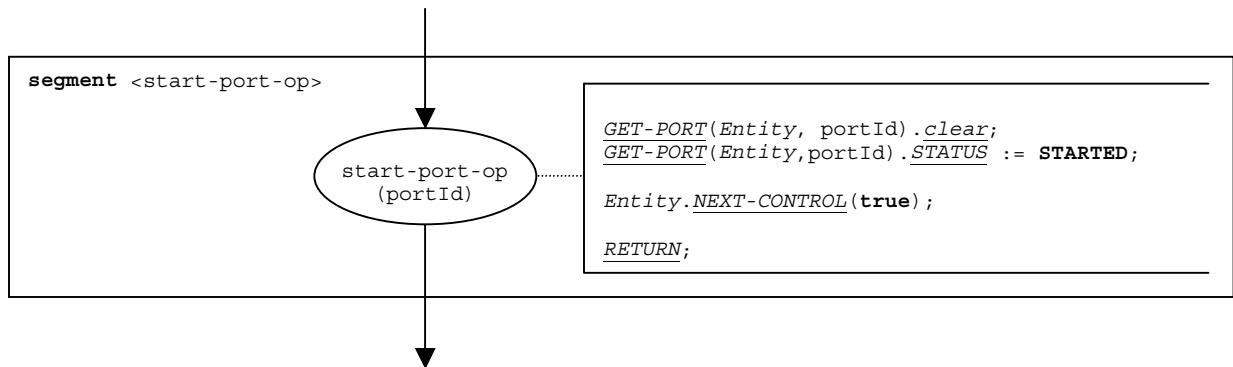 segment <start-port-op>
start-port-op
(portId)
GET-PORT(Entity, portId).clear;
GET-PORT(Entity,portId).STATUS := STARTED;
Entity.NEXT-CONTROL(true);
RETURN;